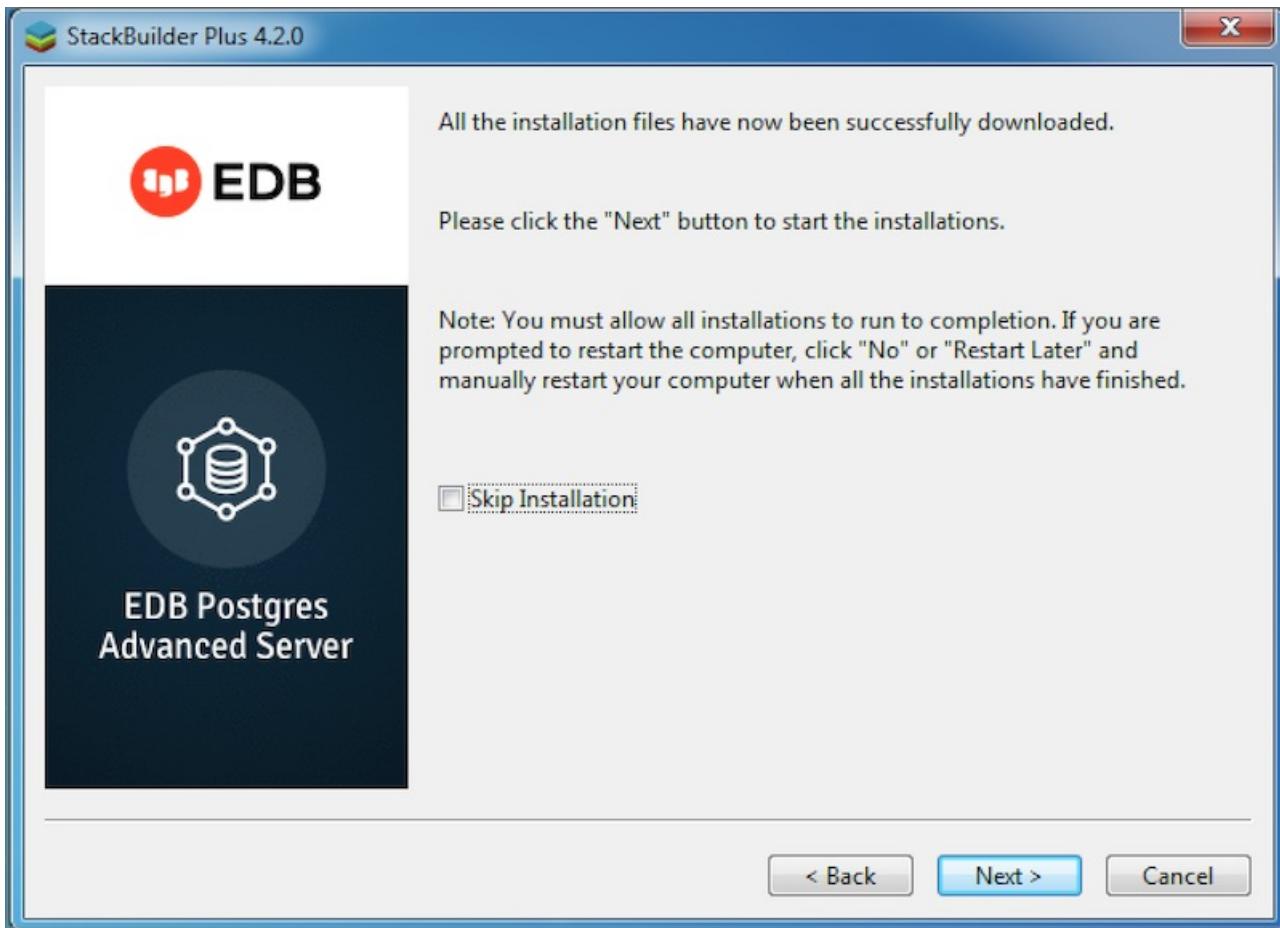 StackBuilder Plus 4.2.0
EDB
EDB Postgres
Advanced Server
All the installation files have now been successfully downloaded.
Please click the "Next" button to start the installations.
Note: You must allow all installations to run to completion. If you are
prompted to restart the computer, click "No" or "Restart Later" and
manually restart your computer when all the installations have finished.
Skip Installation
< Back
Next >
Cancel